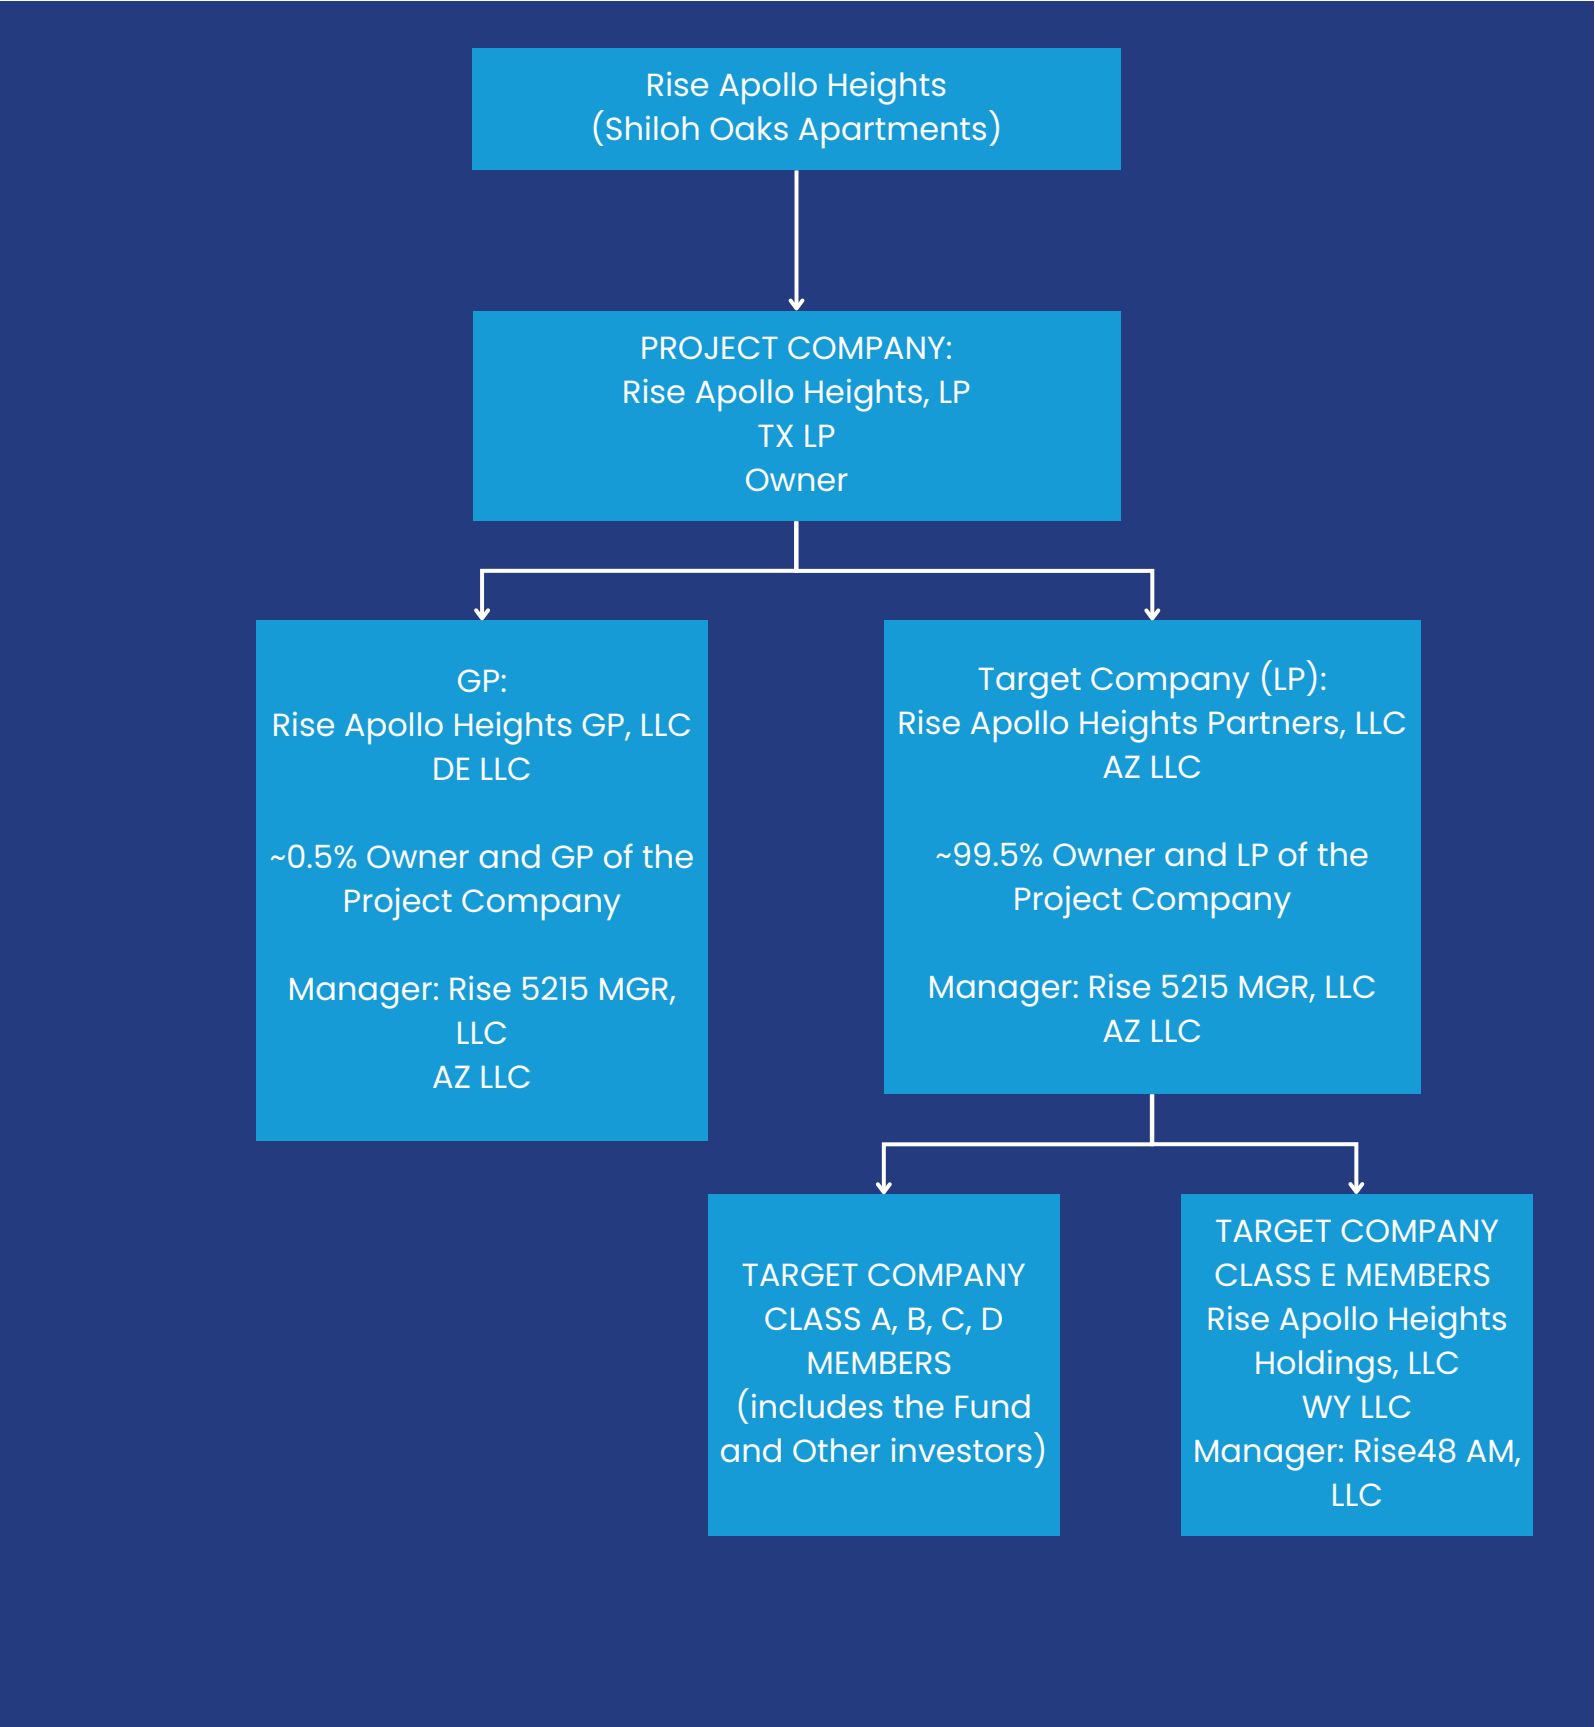 Rise Apollo Heights
(Shiloh Oaks Apartments)
PROJECT COMPANY:
Rise Apollo Heights, LP
TX LP
Owner
GP:
Rise Apollo Heights GP, LLC
DE LLC
~0.5% Owner and GP of the
Project Company
Manager: Rise 5215 MGR,
LLC
AZ LLC
Target Company (LP):
Rise Apollo Heights Partners, LLC
AZ LLC
~99.5% Owner and LP of the
Project Company
Manager: Rise 5215 MGR, LLC
AZ LLC
TARGET COMPANY
CLASS A, B, C, D
MEMBERS
(includes the Fund
and Other investors)
TARGET COMPANY
CLASS E MEMBERS
Rise Apollo Heights
Holdings, LLC
WY LLC
Manager: Rise48 AM,
LLC